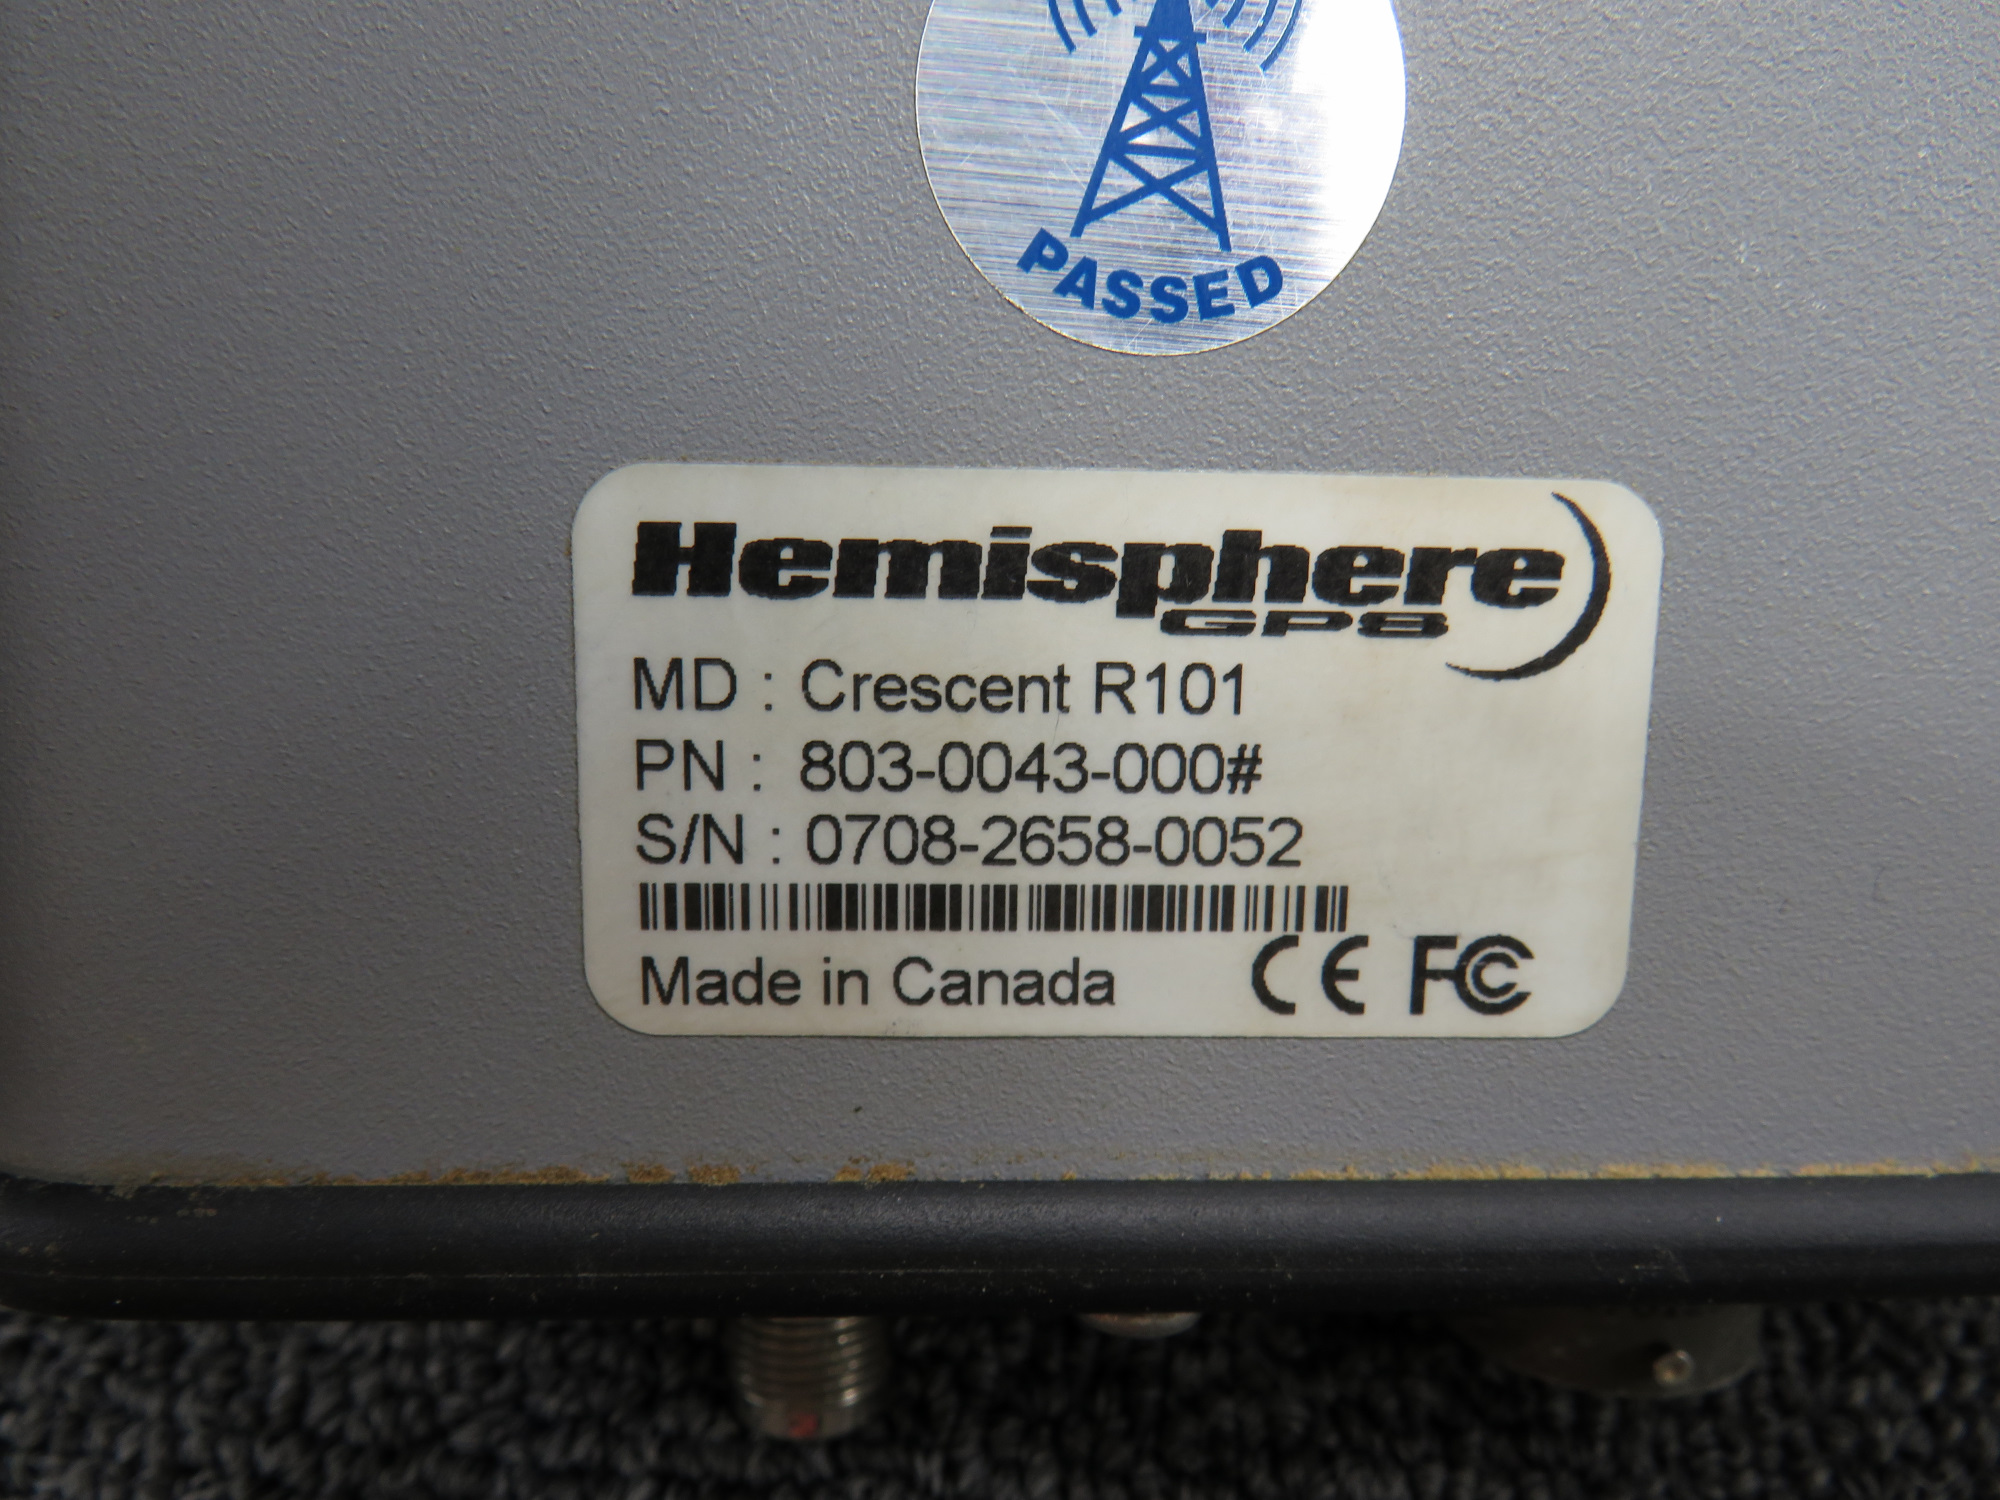 PASSED
Hemisphere
GPS
MD : Crescent R101
PN : 803-0043-000#
S/N : 0708-2658-0052
Made in Canada CE FC